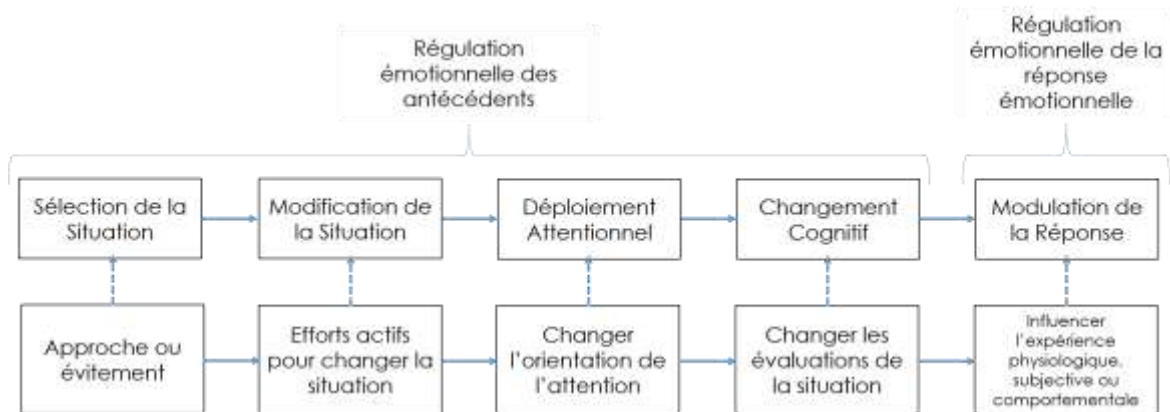 Régulation
émotionnelle des
antécédents
Régulation
émotionnelle de la
réponse
émotionnelle
Sélection de la
Situation
Modification de
la Situation
Déploiement
Attentionnel
Changement
Cognitif
Modulation de
la Réponse
Approche ou
évitement
Efforts actifs
pour changer la
situation
Changer
l'orientation de
l'attention
Changer les
évaluations de
la situation
Influencer
l'expérience
physiologique,
subjective ou
comportementale